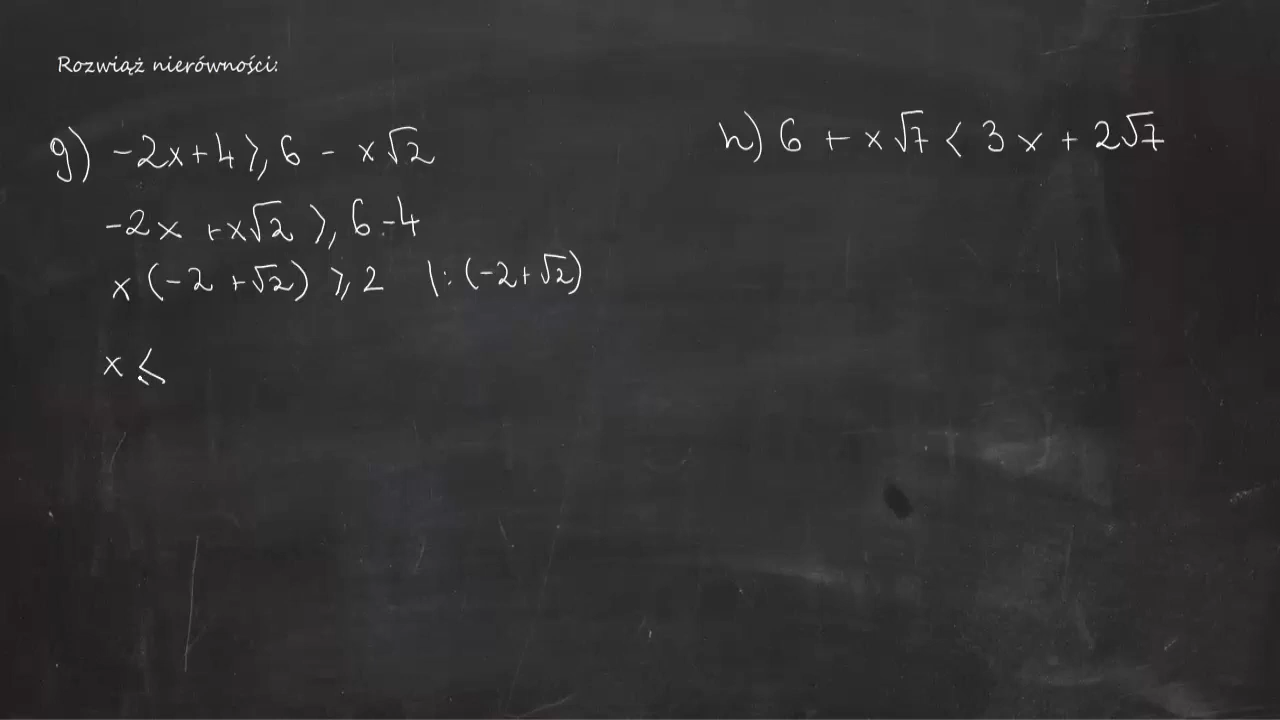 Rozwiąż nierówności:
g) -2x+4 ⩾ 6 - x√2
-2x +x√2 ⩾ 6-4
x (-2 +√2) ⩾ 2 |: (-2+√2)
x ⩽
h) 6 + x√7 < 3x + 2√7